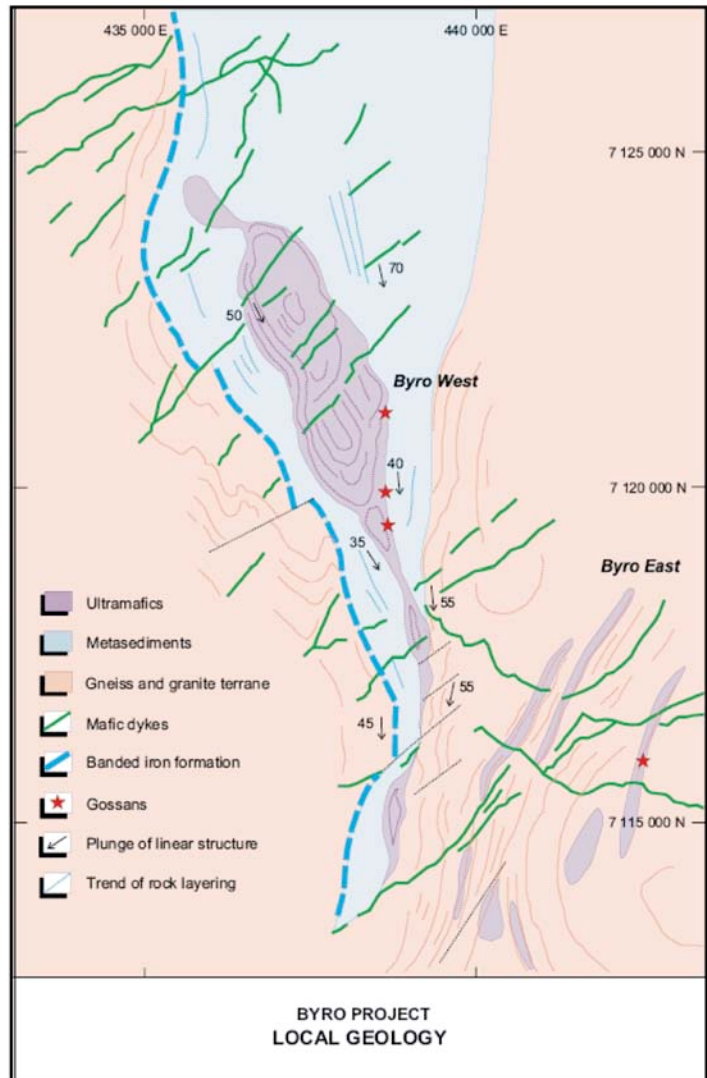 435 000 E
440 000 E
7 125 000 N
70
50
Byro West
40
7 120 000 N
35
Byro East
55
55
45
7 115 000 N
Ultramafics
Metasediments
Gneiss and granite terrane
Mafic dykes
Banded iron formation
Gossans
Plunge of linear structure
Trend of rock layering
BYRO PROJECT
LOCAL GEOLOGY